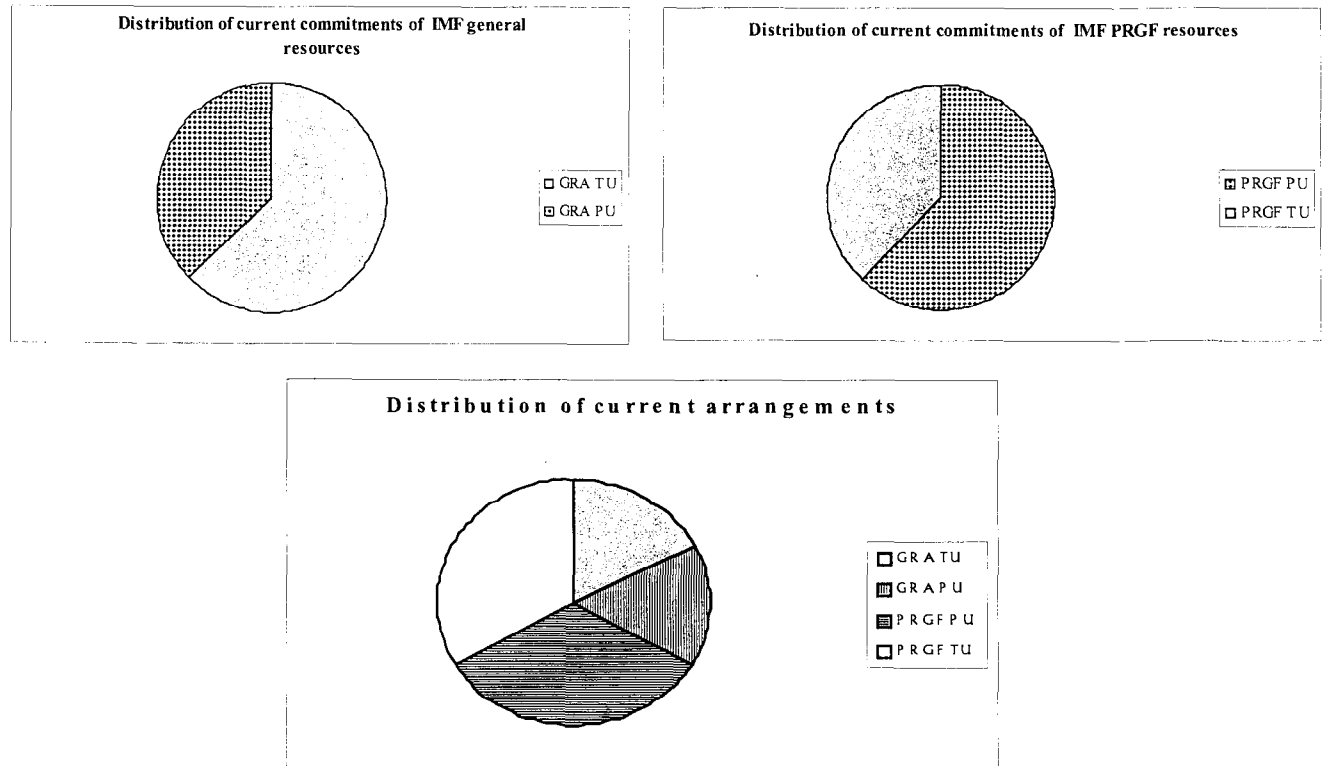 Distribution of current commitments of IMF general
resources
GRA TU
GRA PU
Distribution of current commitments of IMF PRGF resources
PRGF PU
PRGF TU
Distribution of current arrangements
GRA TU
GRA PU
PRGF PU
PRGF TU